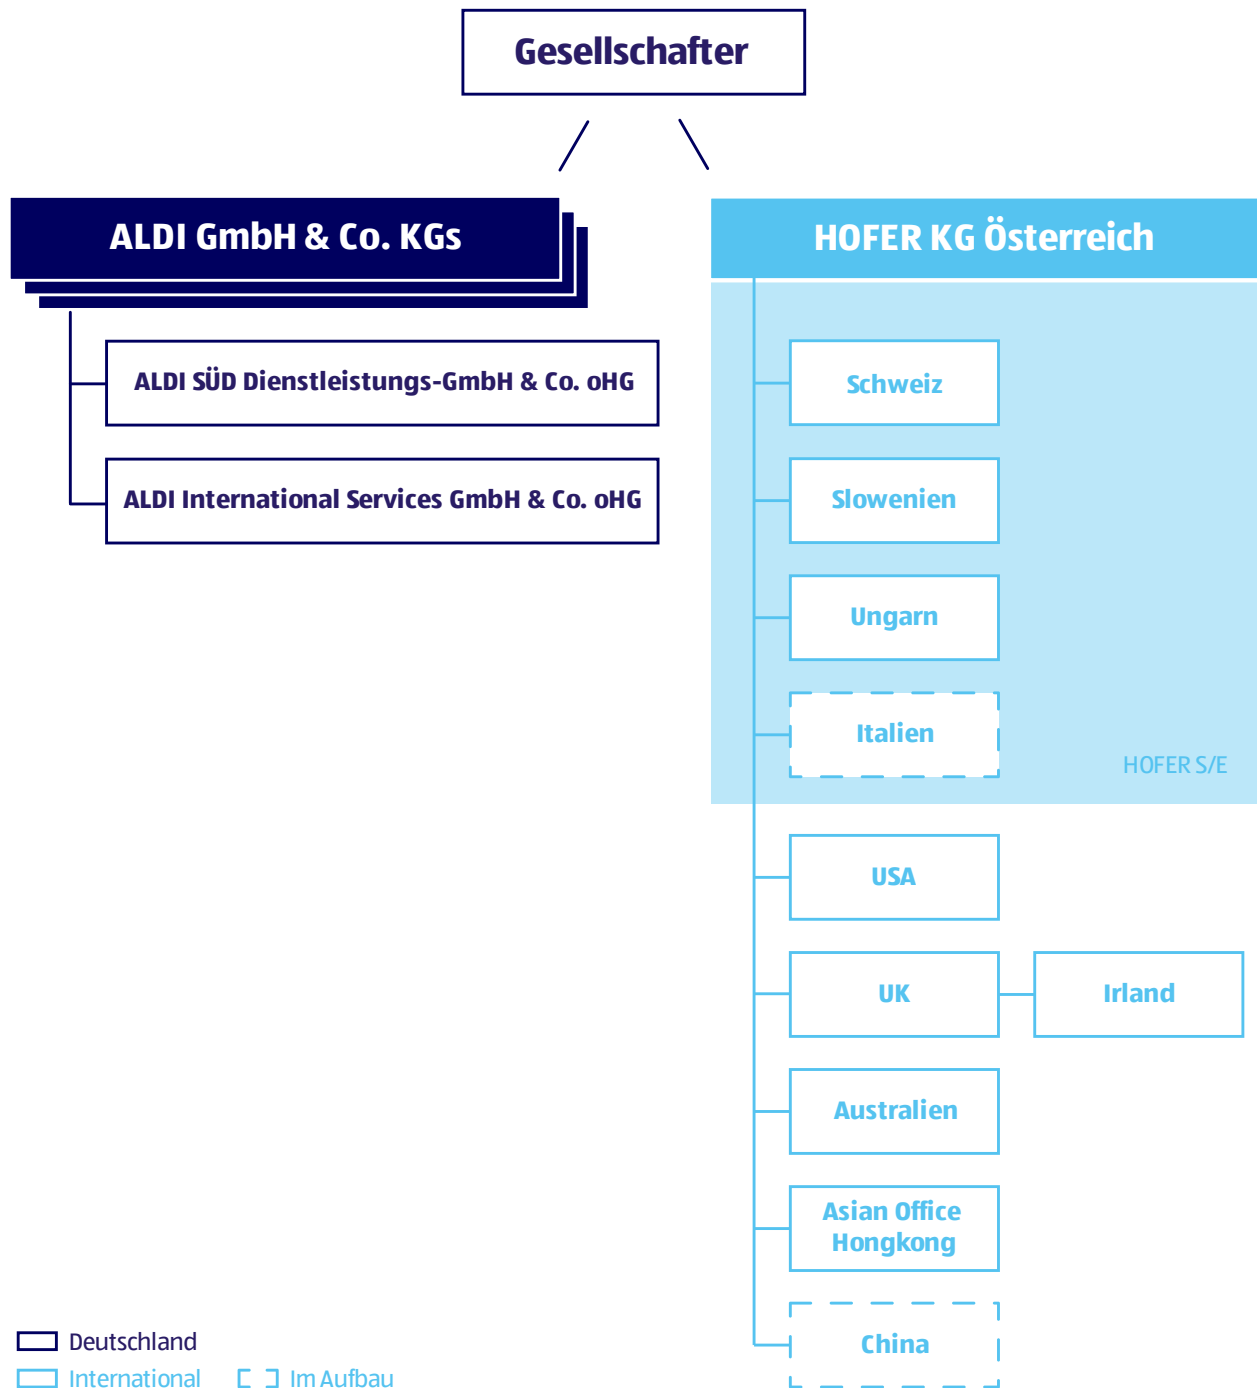 Gesellschafter
ALDI GmbH & Co. KGs
ALDI SÜD Dienstleistungs-GmbH & Co. oHG
ALDI International Services GmbH & Co. oHG
HOFER KG Österreich
Schweiz
Slowenien
Ungarn
Italien
HOFER S/E
USA
UK
Irland
Australien
Asian Office
Hongkong
China
Deutschland
International
Im Aufbau